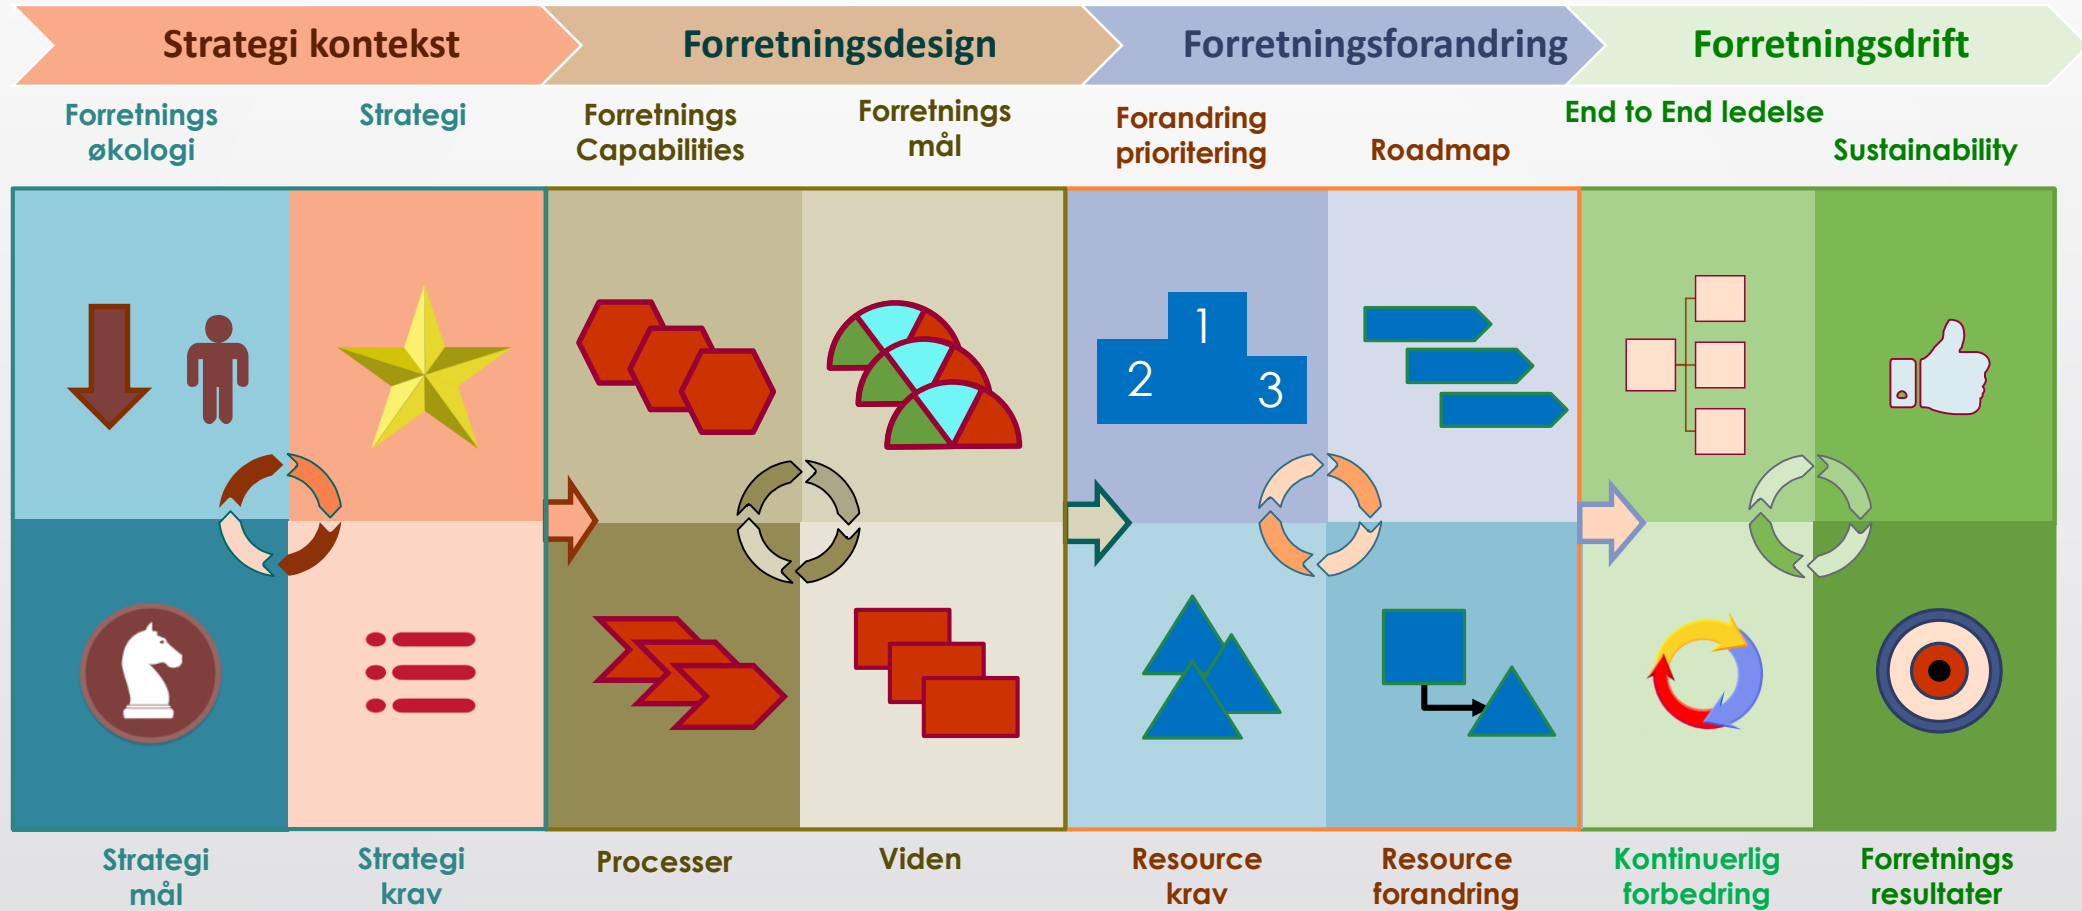 Strategi kontekst
Forretningsdesign
Forretningsforandring
Forretningsdrift
Forretnings
økologi
Strategi
Forretnings
Capabilities
Forretnings
mål
Forandring
prioritering
Roadmap
End to End ledelse
Sustainability
1
2
3
Strategi
mål
Strategi
krav
Processer
Viden
Resource
krav
Resource
forandring
Kontinuerlig
forbedring
Forretnings
resultater